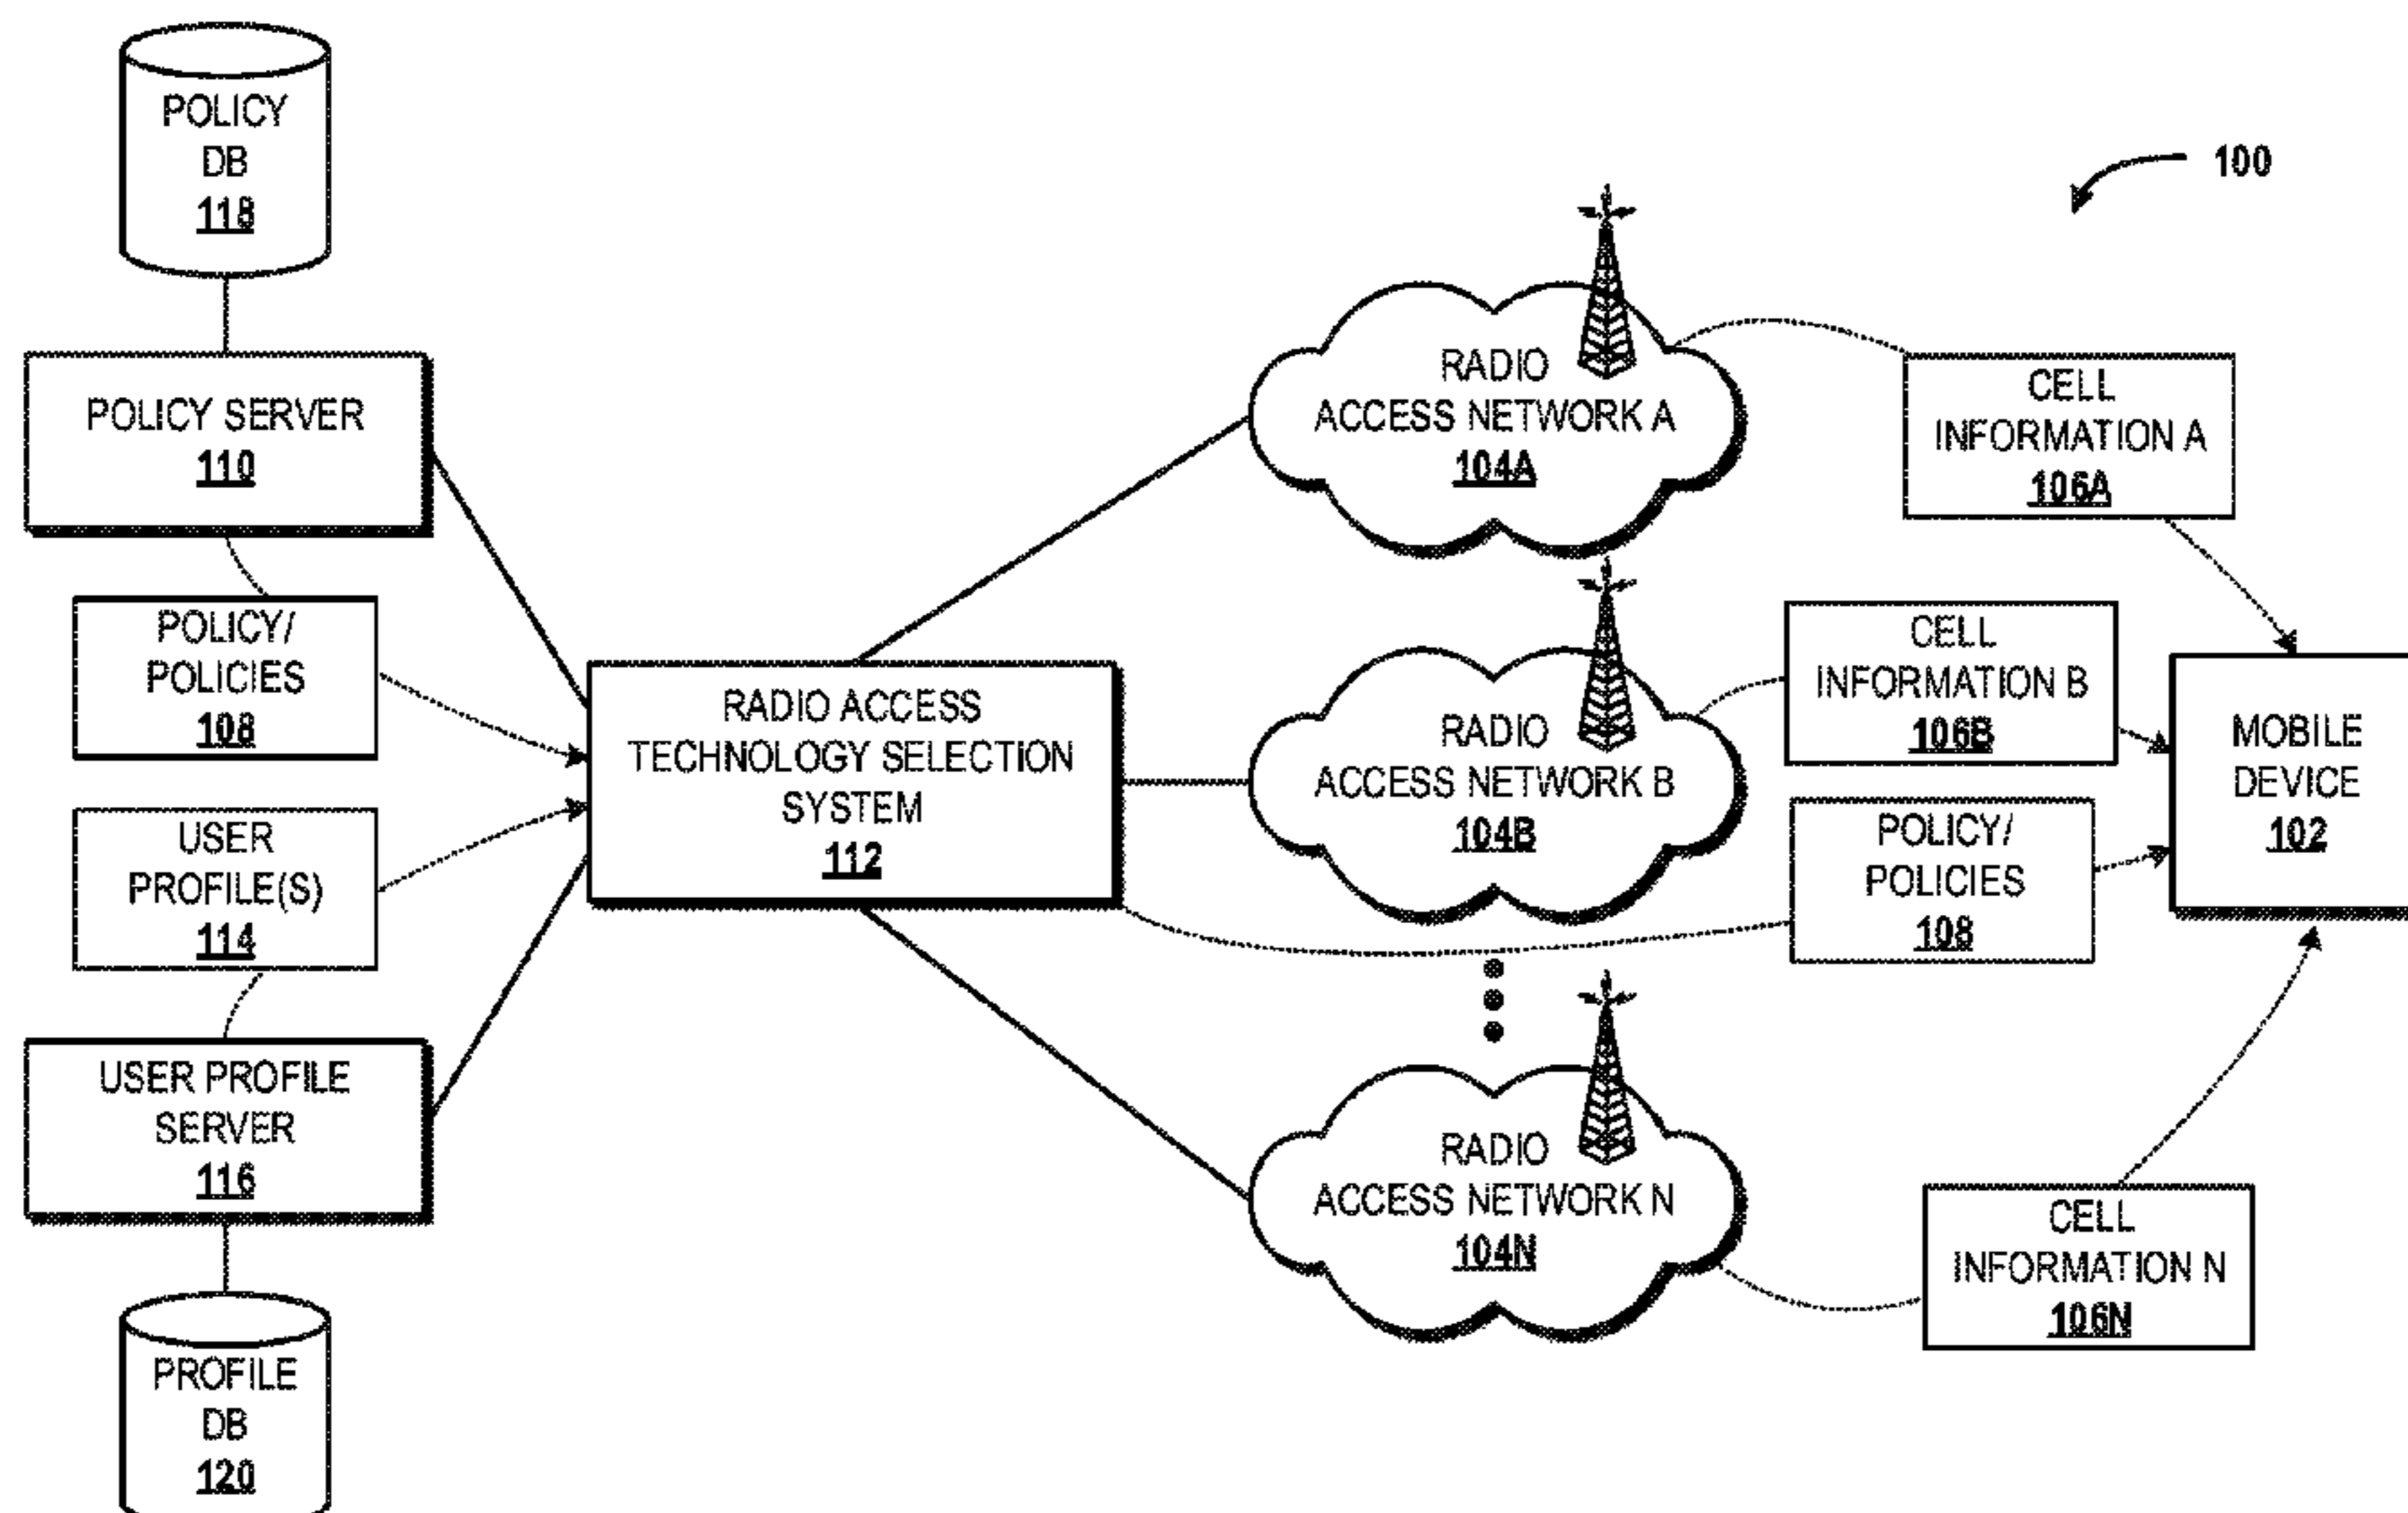 POLICY
DB
118
POLICY SERVER
110
POLICY/
POLICIES
108
USER
PROFILE(S)
114
USER PROFILE
SERVER
116
PROFILE
DB
120
RADIO ACCESS
TECHNOLOGY SELECTION
SYSTEM
112
RADIO
ACCESS NETWORK A
104A
RADIO
ACCESS NETWORK B
104B
RADIO
ACCESS NETWORK N
104N
100
CELL
INFORMATION A
106A
CELL
INFORMATION B
106B
POLICY/
POLICIES
108
MOBILE
DEVICE
102
CELL
INFORMATION N
106N